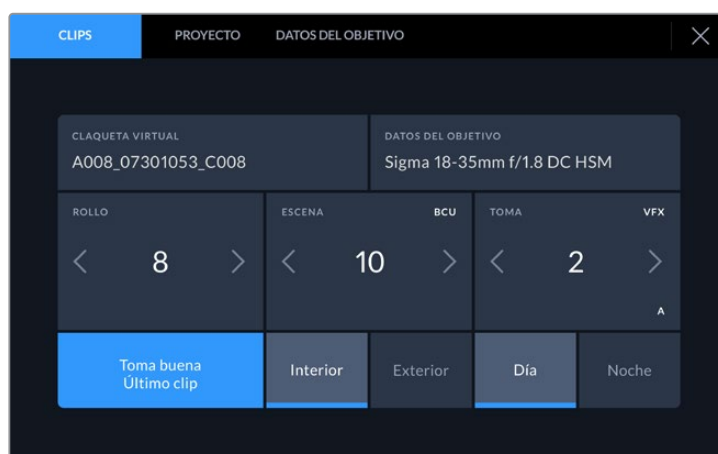 CLIPS PROYECTO DATOS DEL OBJETIVO
CLAQUETA VIRTUAL DATOS DEL OBJETIVO
A008_07301053_C008 Sigma 18-35mm f/1.8 DC HSM
ROLLO ESCENA BCU TOMA VFX
8 10 2
A
Toma buena
Último clip
Interior Exterior Día Noche